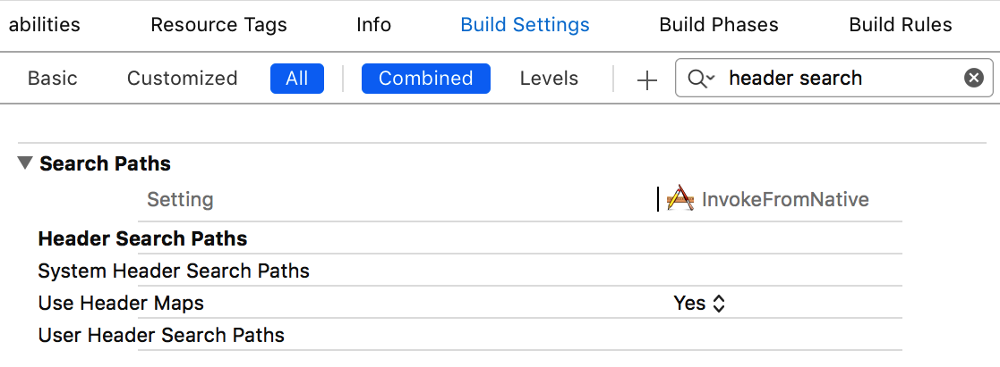 abilities Resource Tags Info Build Settings Build Phases Build Rules
Basic Customized All Combined Levels + header search
Search Paths
Setting InvokeFromNative
Header Search Paths
System Header Search Paths
Use Header Maps Yes
User Header Search Paths